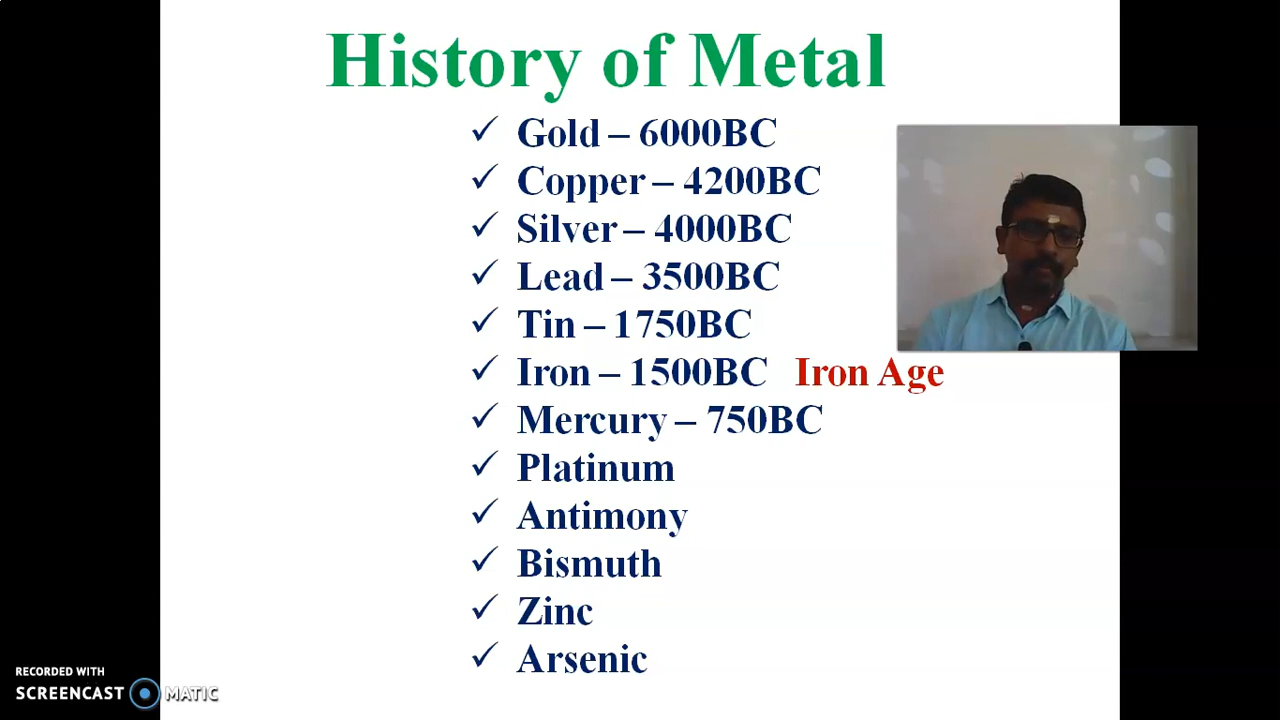 History of Metal
✓ Gold – 6000BC
✓ Copper – 4200BC
✓ Silver – 4000BC
✓ Lead – 3500BC
✓ Tin – 1750BC
✓ Iron – 1500BC Iron Age
✓ Mercury – 750BC
✓ Platinum
✓ Antimony
✓ Bismuth
✓ Zinc
✓ Arsenic
RECORDED WITH
SCREENCAST MATIC